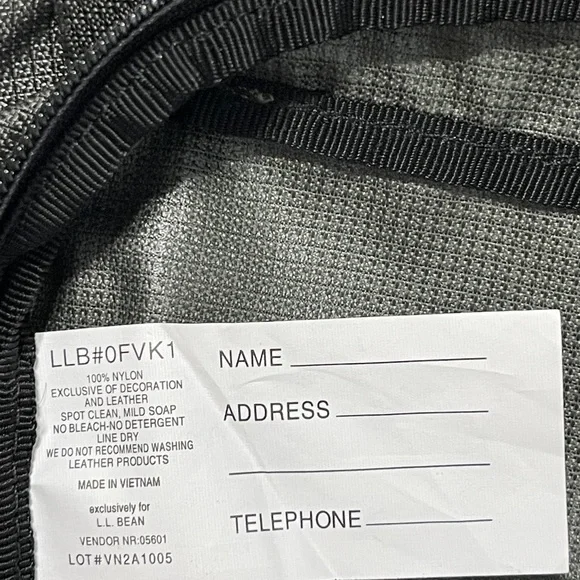 LLB#0FVK1
100% NYLON
EXCLUSIVE OF DECORATION
AND LEATHER
SPOT CLEAN, MILD SOAP
NO BLEACH-NO DETERGENT
LINE DRY
WE DO NOT RECOMMEND WASHING
LEATHER PRODUCTS
MADE IN VIETNAM
exclusively for
L.L. BEAN
VENDOR NR:05601
LOT#VN2A1005
NAME
ADDRESS
TELEPHONE